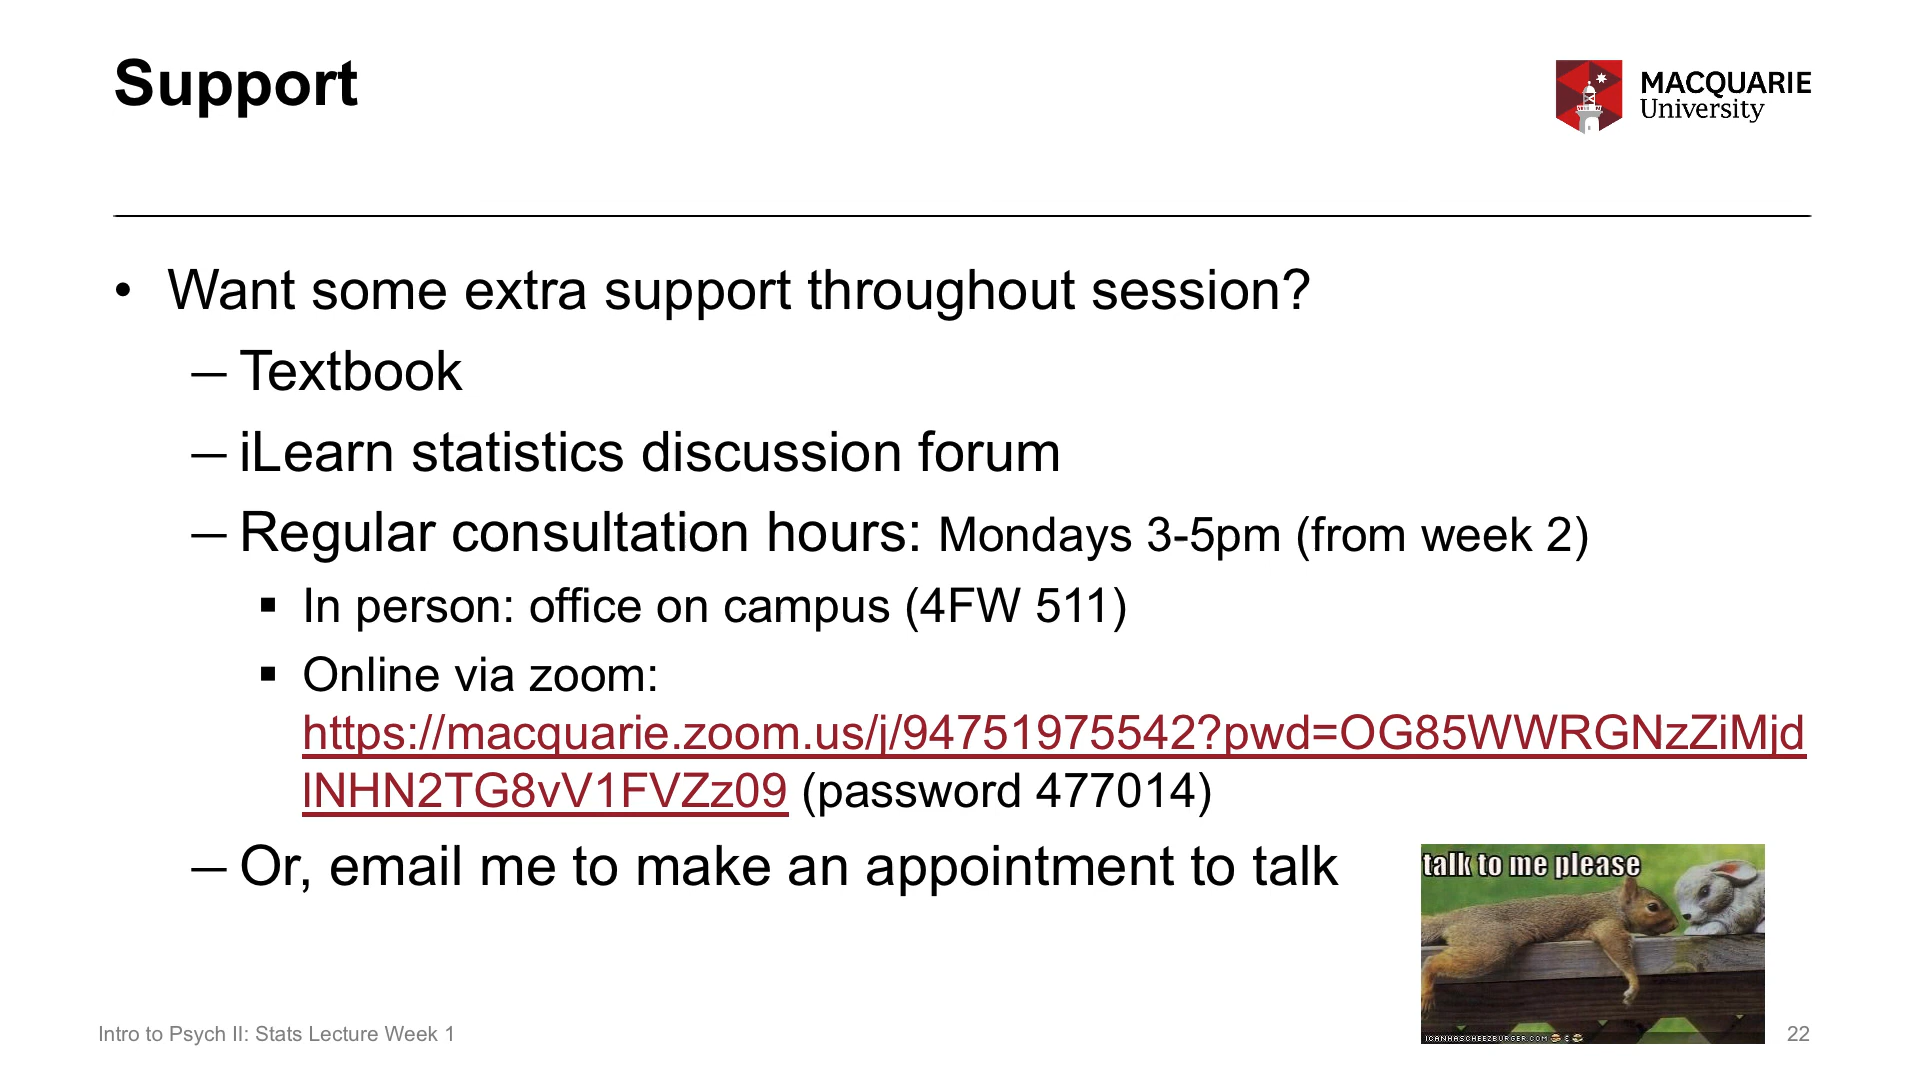 Support
MACQUARIE
University
• Want some extra support throughout session?
– Textbook
– iLearn statistics discussion forum
– Regular consultation hours: Mondays 3-5pm (from week 2)
▪ In person: office on campus (4FW 511)
▪ Online via zoom:
https://macquarie.zoom.us/j/94751975542?pwd=OG85WWRGNzZiMjd
lNHN2TG8vV1FVZz09 (password 477014)
– Or, email me to make an appointment to talk
talk to me please
ICANHASCHEEZBURGER.COM
Intro to Psych II: Stats Lecture Week 1
22